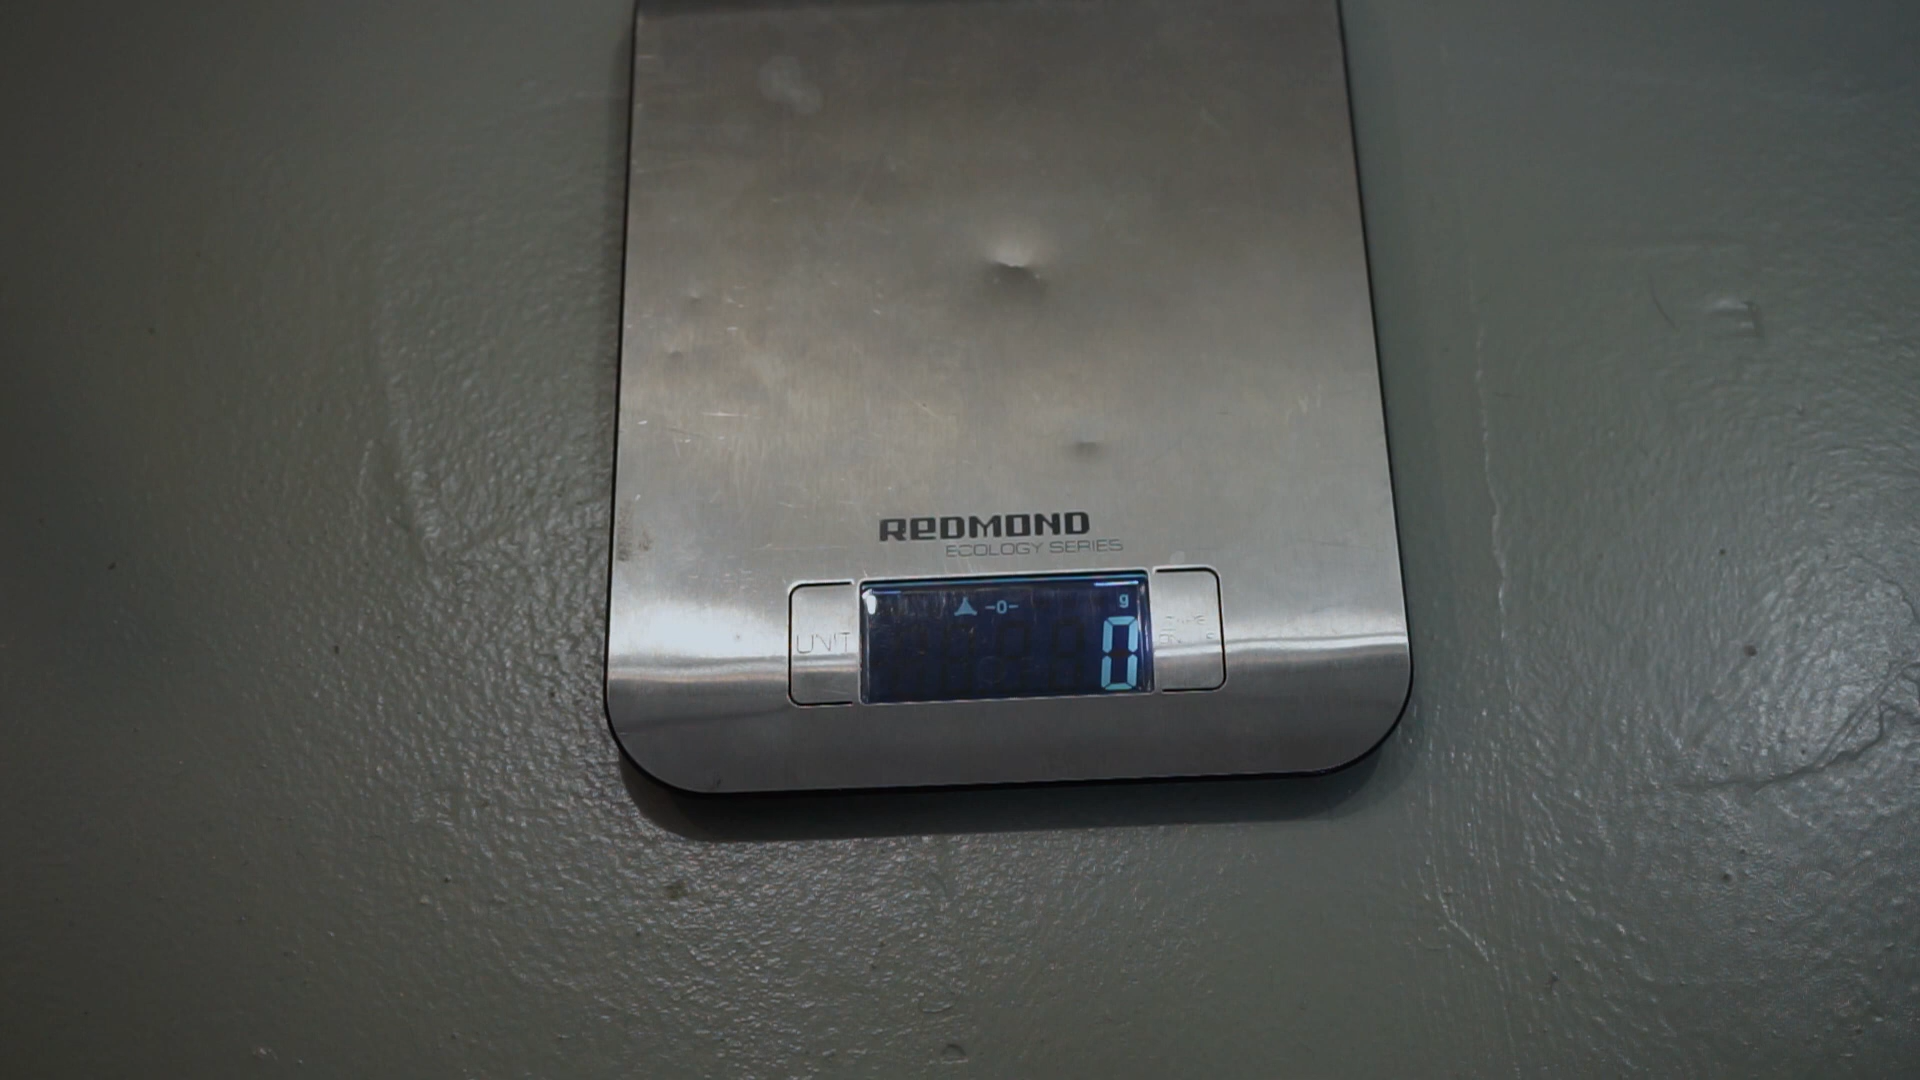 REDMOND
ECOLOGY SERIES
-0- g
UNIT
0